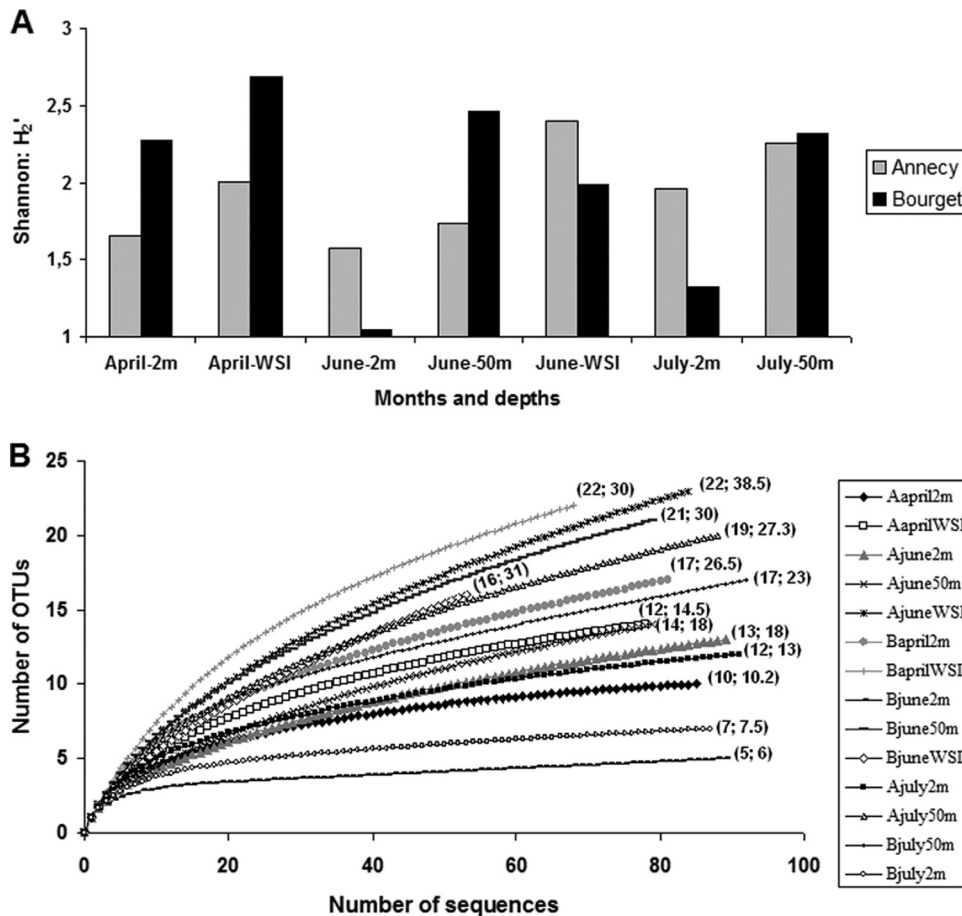 A
3
2,5
2
1,5
1
Shannon: H2'
Annecy
Bourget
April-2m
April-WSI
June-2m
June-50m
June-WSI
July-2m
July-50m
Months and depths
B
Number of OTUs
25
20
15
10
5
0
(22; 30)
(22; 38.5)
(21; 30)
(19; 27.3)
(16; 31)
(17; 26.5)
(17; 23)
(12; 14.5)
(14; 18)
(13; 18)
(12; 13)
(10; 10.2)
(7; 7.5)
(5; 6)
0
20
40
60
80
100
Number of sequences
Aapril2m
AaprilWSI
Ajune2m
Ajune50m
AjuneWSI
Bapril2m
BaprilWSI
Bjune2m
Bjune50m
BjuneWSI
Ajuly2m
Ajuly50m
Bjuly50m
Bjuly2m